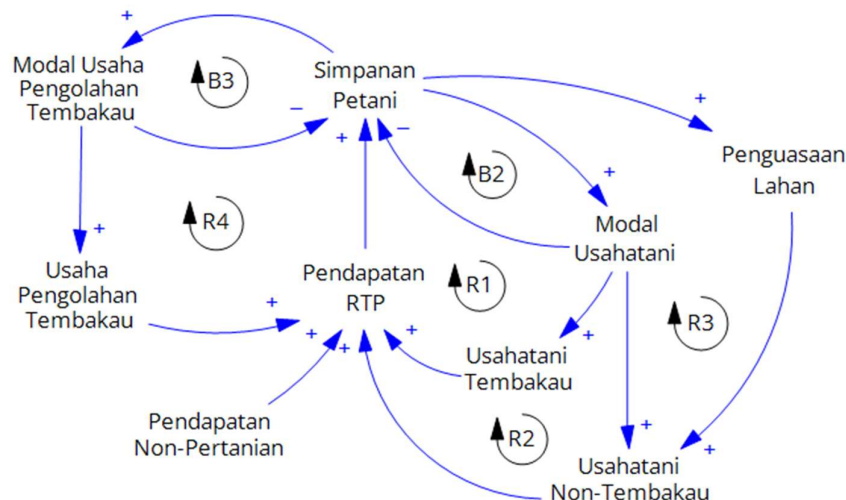 +
Modal Usaha
Pengolahan
Tembakau
B3
Simpanan
Petani
−
+
−
+
Penguasaan
Lahan
B2
+
R4
+
Modal
Usahatani
Usaha
Pengolahan
Tembakau
Pendapatan
RTP
R1
+
+
+
+
+
R3
Usahatani
Tembakau
Pendapatan
Non-Pertanian
R2
+
+
Usahatani
Non-Tembakau